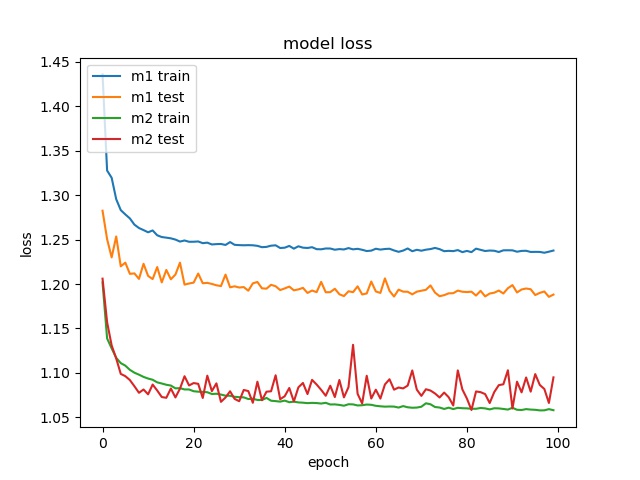 model loss
1.45
1.40
1.35
1.30
1.25
1.20
1.15
1.10
1.05
loss
m1 train
m1 test
m2 train
m2 test
0 20 40 60 80 100
epoch